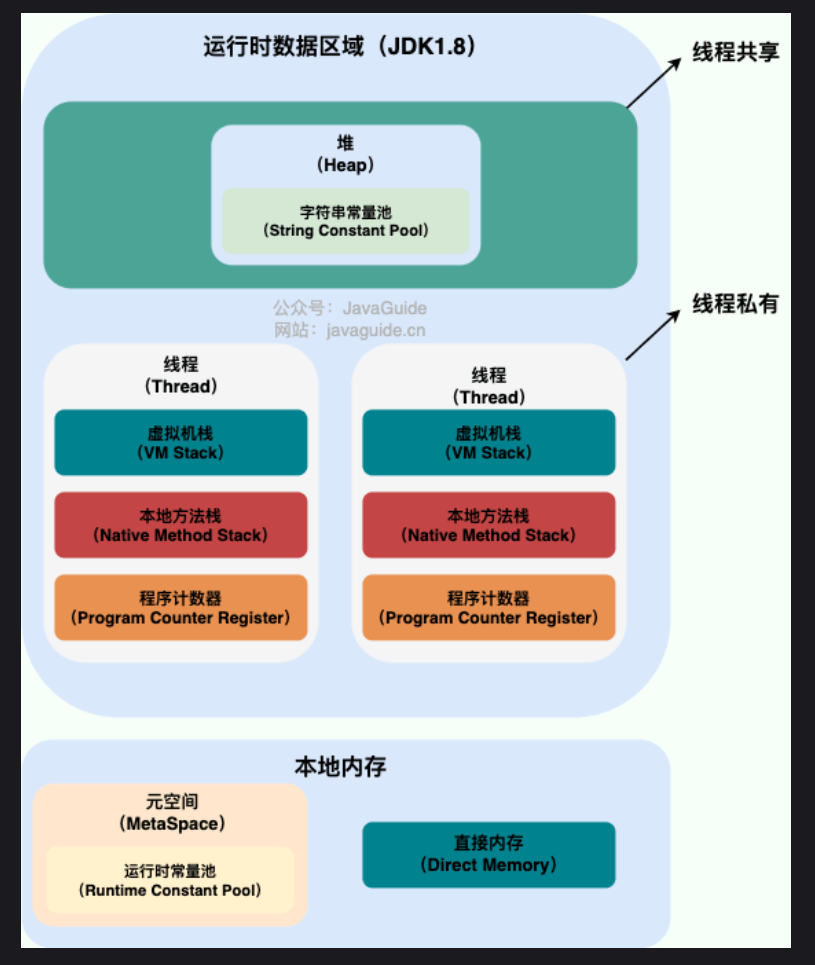 运行时数据区域（JDK1.8）
线程共享
堆
（Heap）
字符串常量池
（String Constant Pool）
公众号：JavaGuide
网站：javaguide.cn
线程私有
线程
（Thread）
虚拟机栈
（VM Stack）
本地方法栈
（Native Method Stack）
程序计数器
（Program Counter Register）
线程
（Thread）
虚拟机栈
（VM Stack）
本地方法栈
（Native Method Stack）
程序计数器
（Program Counter Register）
本地内存
元空间
（MetaSpace）
运行时常量池
（Runtime Constant Pool）
直接内存
（Direct Memory）